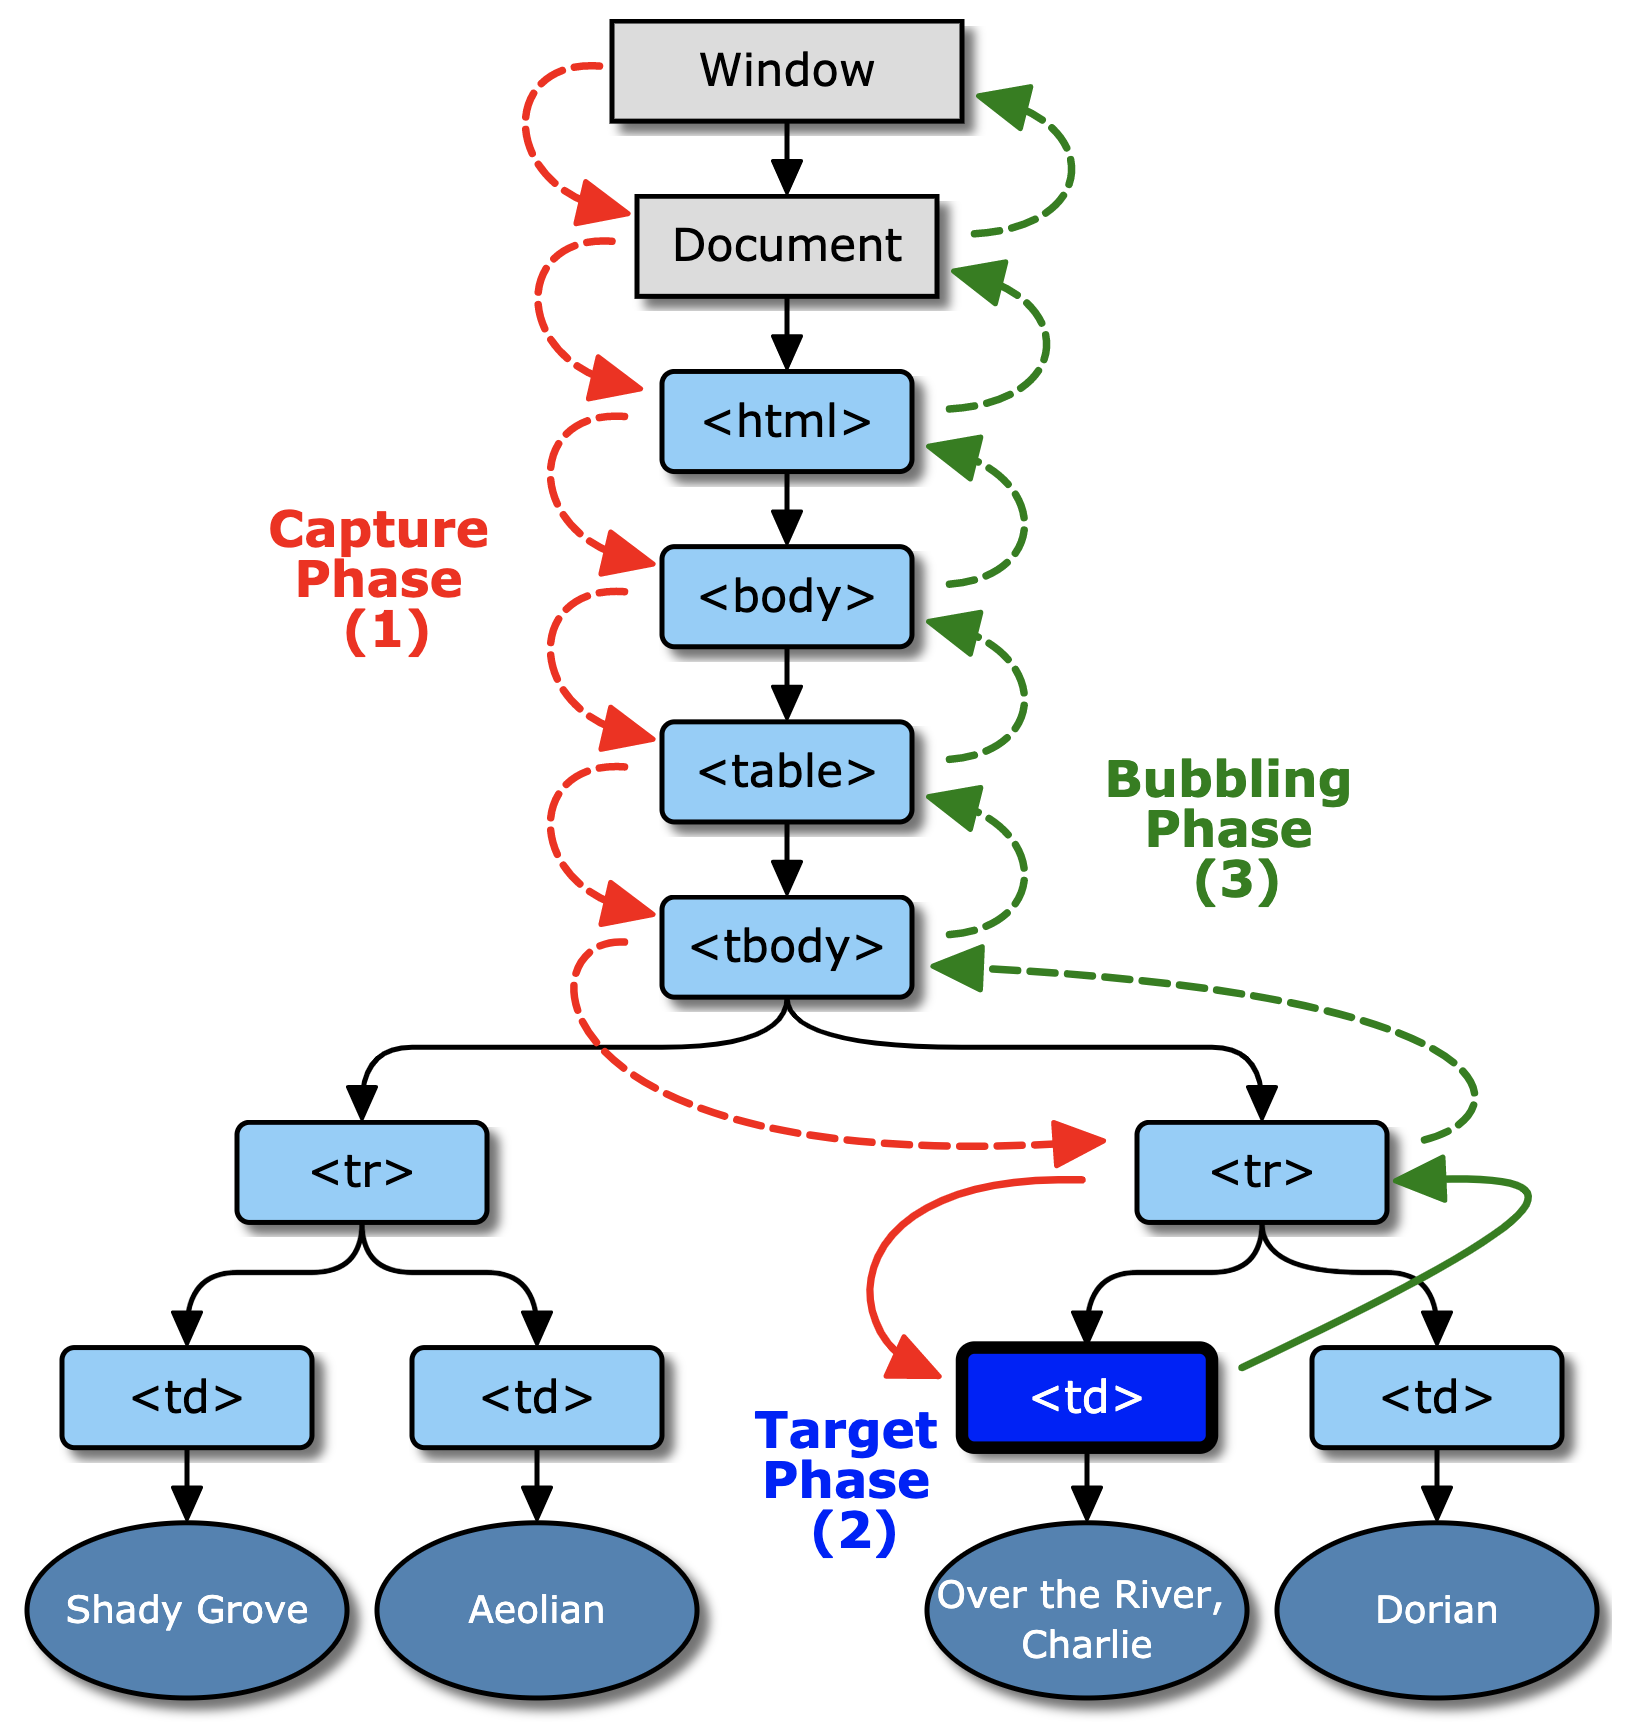 Window
Document
<html>
Capture
Phase
(1)
<body>
<table>
Bubbling
Phase
(3)
<tbody>
<tr>
<tr>
<td>
<td>
<td>
<td>
Target
Phase
(2)
Shady Grove
Aeolian
Over the River,
Charlie
Dorian